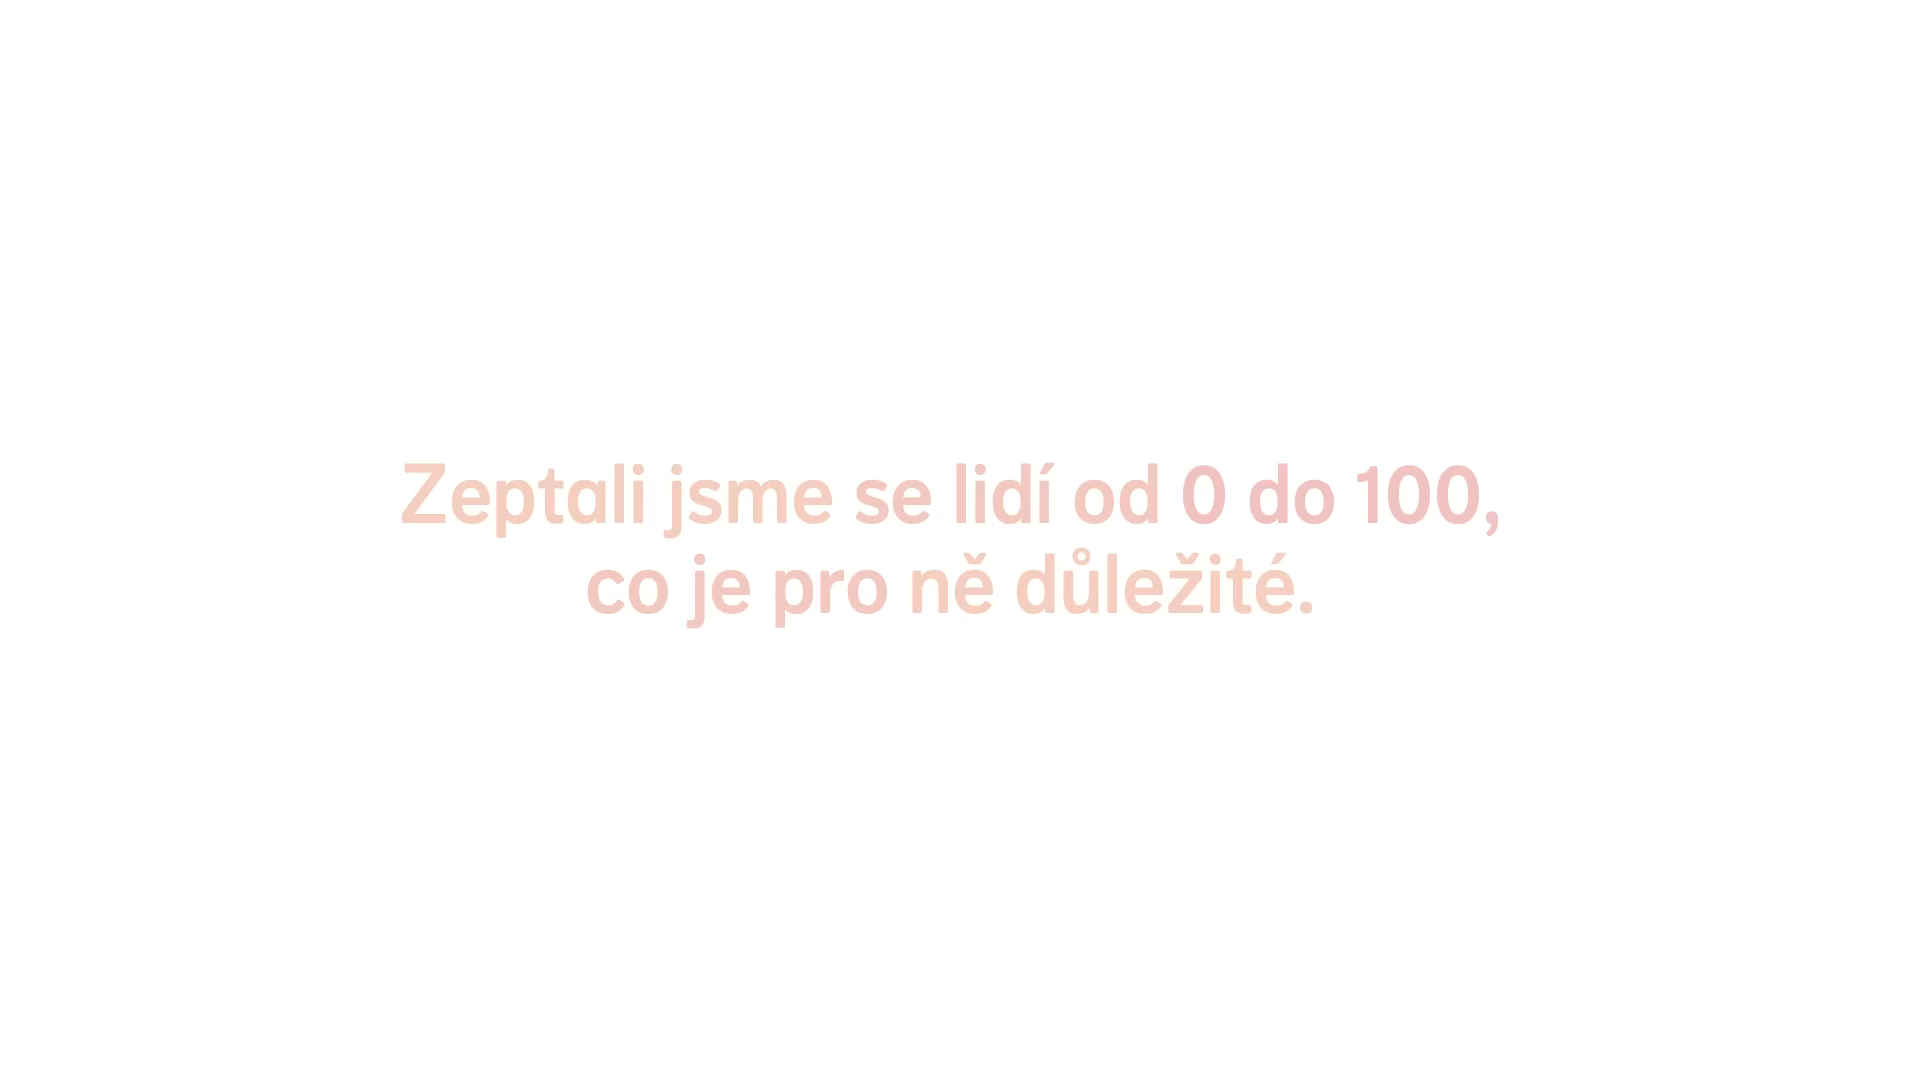 Zeptali jsme se lidí od 0 do 100,
co je pro ně důležité.